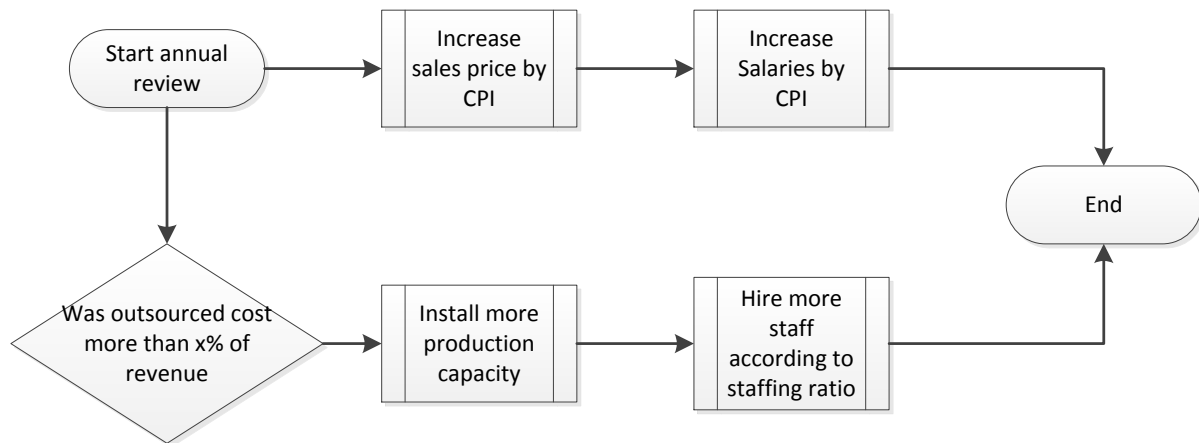 Start annual
review
Increase
sales price by
CPI
Increase
Salaries by
CPI
End
Was outsourced cost
more than x% of
revenue
Install more
production
capacity
Hire more
staff
according to
staffing ratio